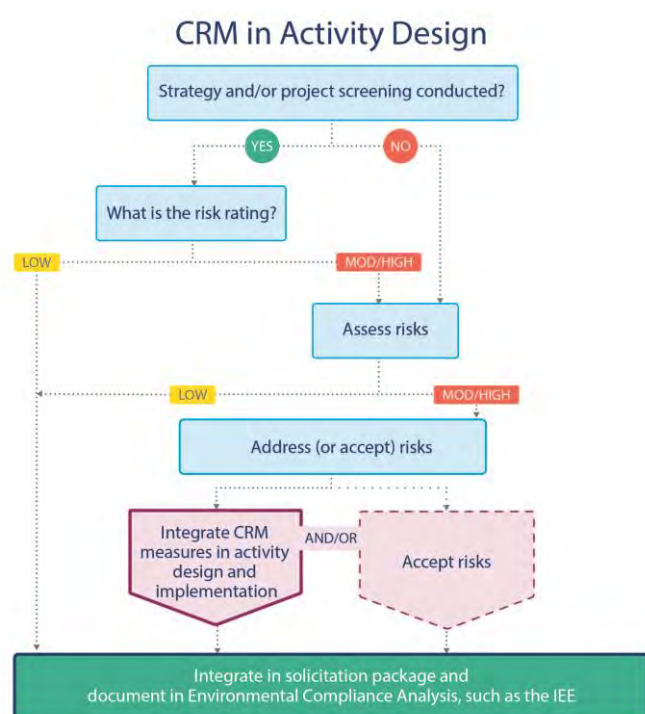 CRM in Activity Design
Strategy and/or project screening conducted?
YES
NO
What is the risk rating?
LOW
MOD/HIGH
Assess risks
LOW
MOD/HIGH
Address (or accept) risks
Integrate CRM
measures in activity
design and
implementation
AND/OR
Accept risks
Integrate in solicitation package and
document in Environmental Compliance Analysis, such as the IEE